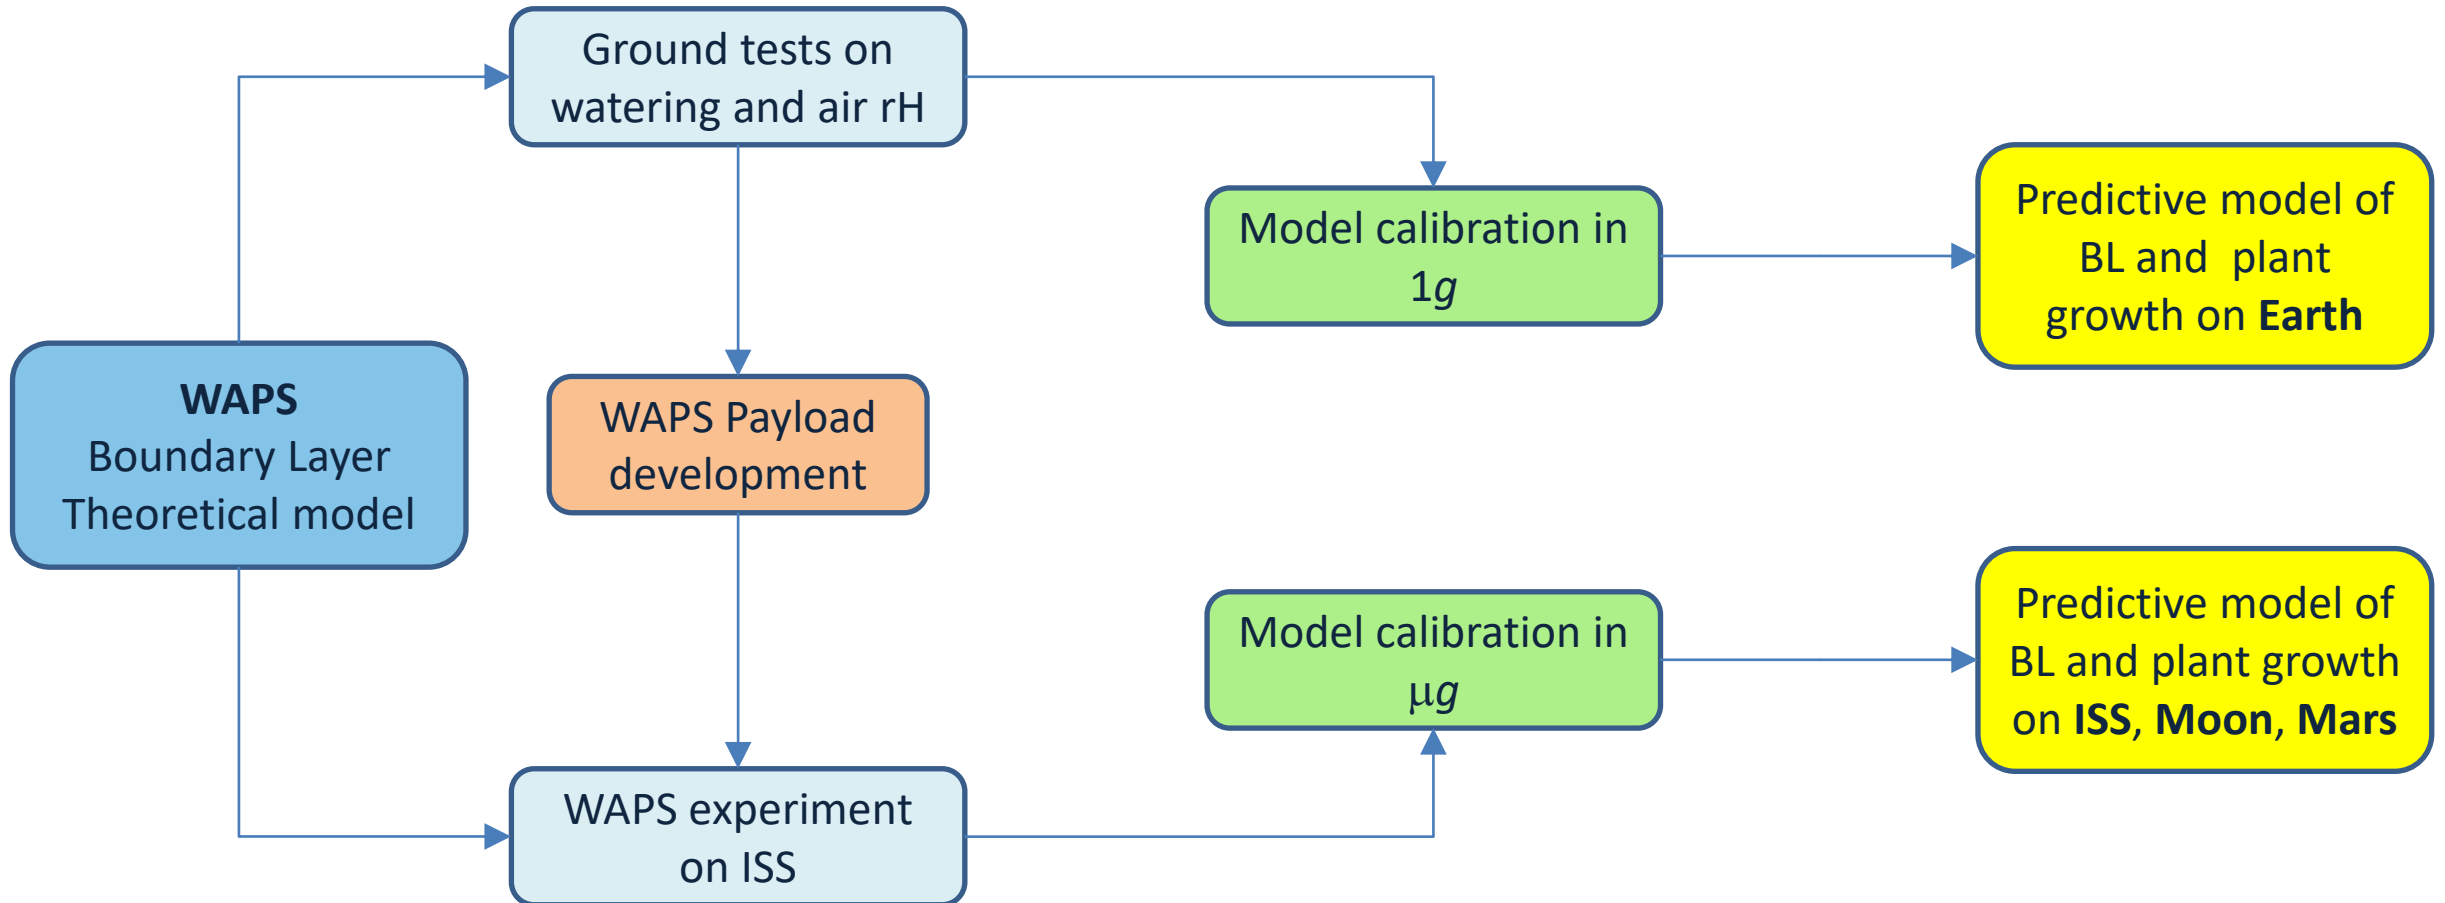 Ground tests on
watering and air rH
Model calibration in
1g
Predictive model of
BL and  plant
growth on Earth
WAPS
Boundary Layer
Theoretical model
WAPS Payload
development
Model calibration in
μg
Predictive model of
BL and plant growth
on ISS, Moon, Mars
WAPS experiment
on ISS